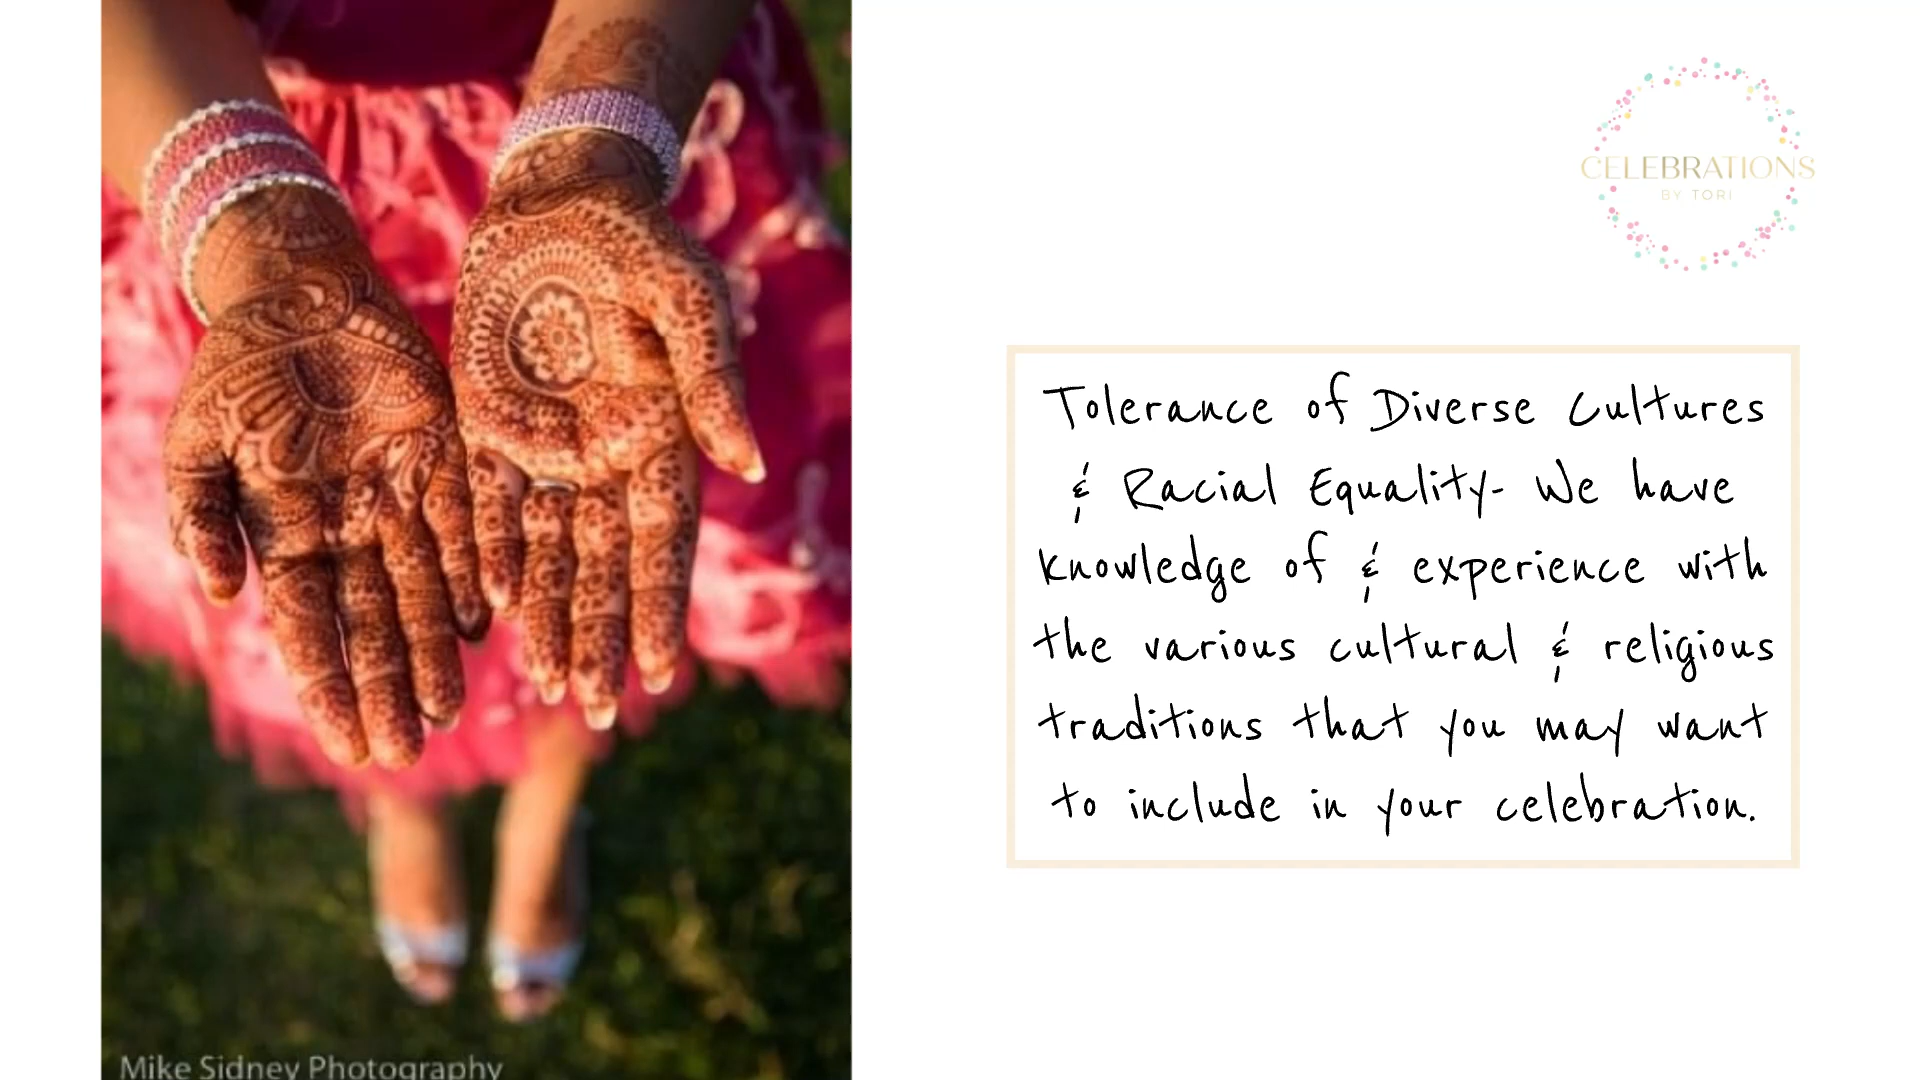 CELEBRATIONS
BY TORI
Tolerance of Diverse Cultures
& Racial Equality- We have
knowledge of & experience with
the various cultural & religious
traditions that you may want
to include in your celebration.
Mike Sidney Photography